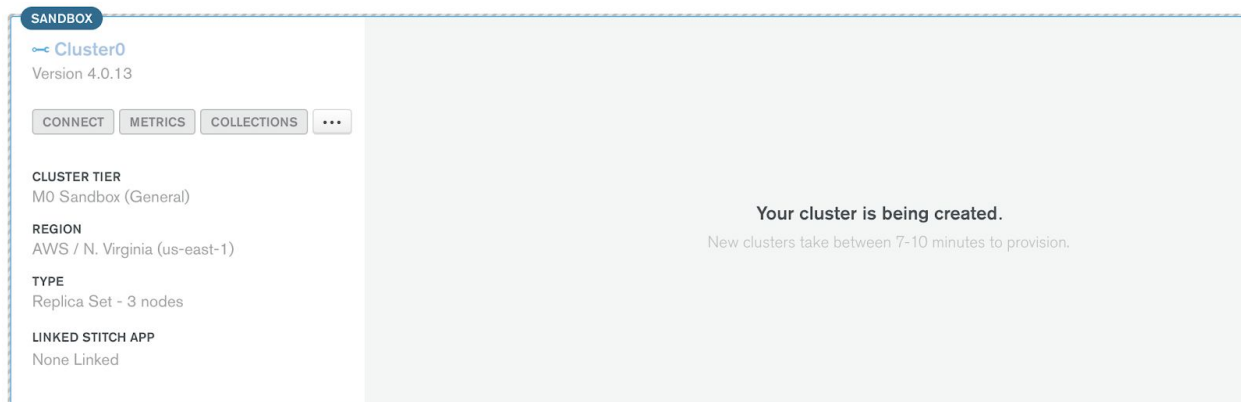 SANDBOX
Cluster0
Version 4.0.13
CONNECT METRICS COLLECTIONS ...
CLUSTER TIER
M0 Sandbox (General)
REGION
AWS / N. Virginia (us-east-1)
TYPE
Replica Set - 3 nodes
LINKED STITCH APP
None Linked
Your cluster is being created.
New clusters take between 7-10 minutes to provision.